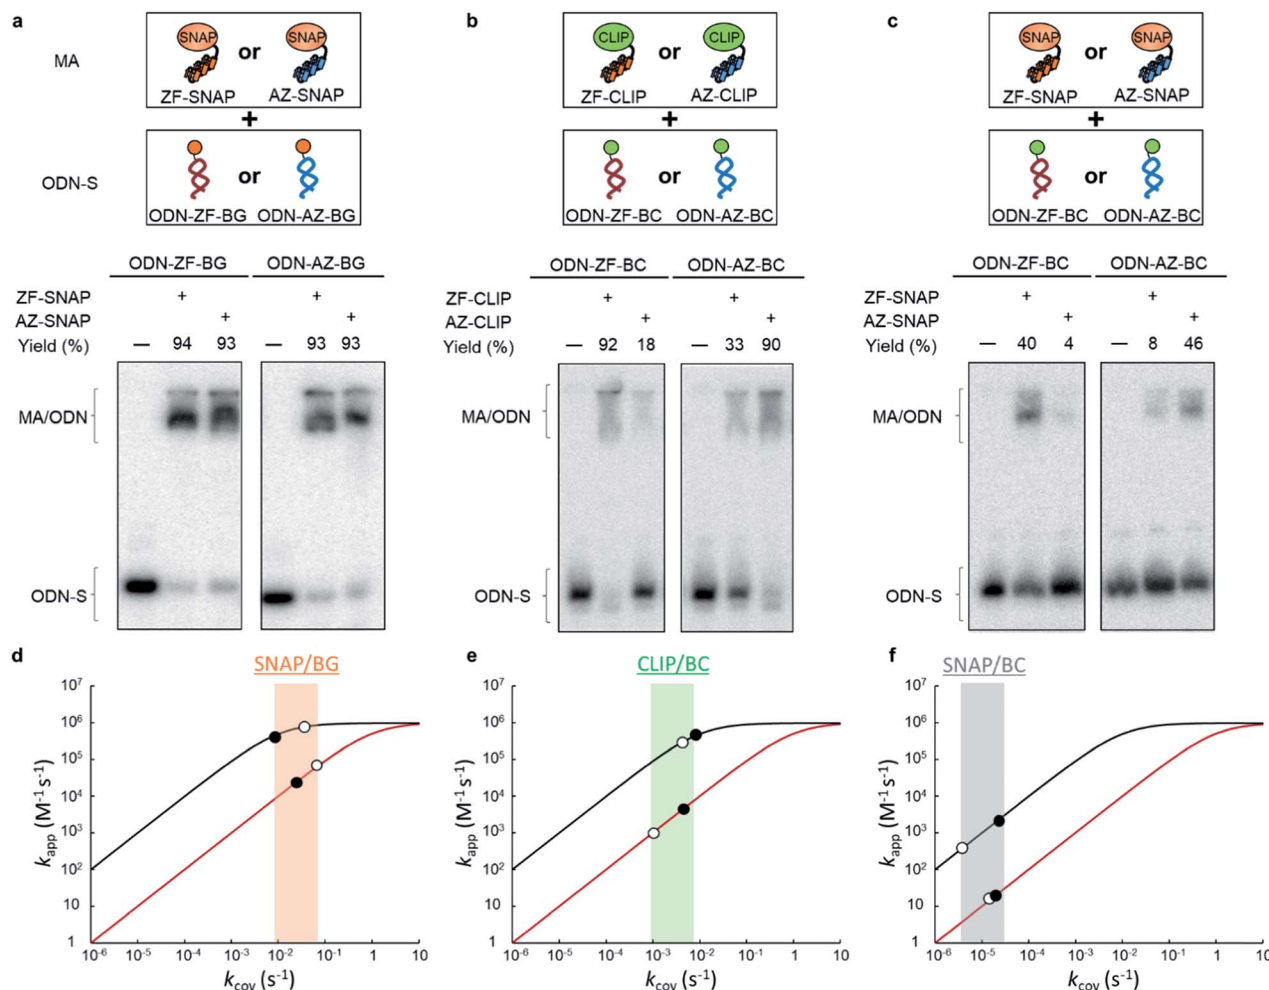 a b c
MA
SNAP or SNAP
ZF-SNAP AZ-SNAP
CLIP or CLIP
ZF-CLIP AZ-CLIP
SNAP or SNAP
ZF-SNAP AZ-SNAP
+ + +
ODN-S
or
ODN-ZF-BG ODN-AZ-BG
or
ODN-ZF-BC ODN-AZ-BC
or
ODN-ZF-BC ODN-AZ-BC
ODN-ZF-BG ODN-AZ-BG
ZF-SNAP + +
AZ-SNAP + +
Yield (%) — 94 93 — 93 93
MA/ODN
ODN-S
ODN-ZF-BC ODN-AZ-BC
ZF-CLIP + +
AZ-CLIP + +
Yield (%) — 92 18 — 33 90
MA/ODN
ODN-S
ODN-ZF-BC ODN-AZ-BC
ZF-SNAP + +
AZ-SNAP + +
Yield (%) — 40 4 — 8 46
MA/ODN
ODN-S
d SNAP/BG
10⁷
10⁶
10⁵
10⁴
10³
10²
10
1
k_app (M⁻¹ s⁻¹)
10⁻⁶ 10⁻⁵ 10⁻⁴ 10⁻³ 10⁻² 10⁻¹ 1 10
k_cov (s⁻¹)
e CLIP/BC
10⁷
10⁶
10⁵
10⁴
10³
10²
10
1
k_app (M⁻¹ s⁻¹)
10⁻⁶ 10⁻⁵ 10⁻⁴ 10⁻³ 10⁻² 10⁻¹ 1 10
k_cov (s⁻¹)
f SNAP/BC
10⁷
10⁶
10⁵
10⁴
10³
10²
10
1
k_app (M⁻¹ s⁻¹)
10⁻⁶ 10⁻⁵ 10⁻⁴ 10⁻³ 10⁻² 10⁻¹ 1 10
k_cov (s⁻¹)